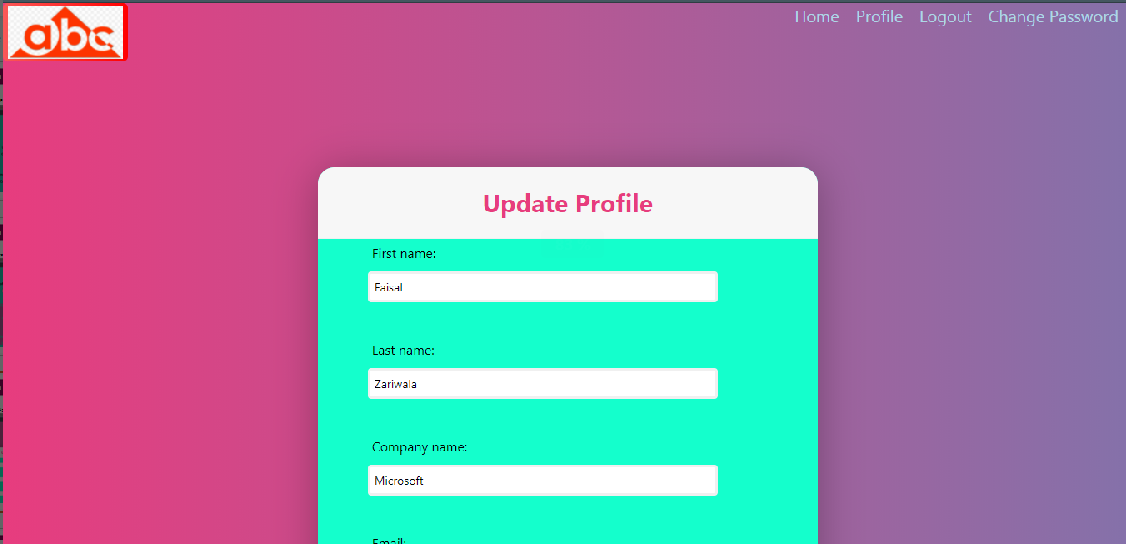 abc
Home Profile Logout Change Password
Update Profile
First name:
Faisal
Last name:
Zariwala
Company name:
Microsoft
Email: